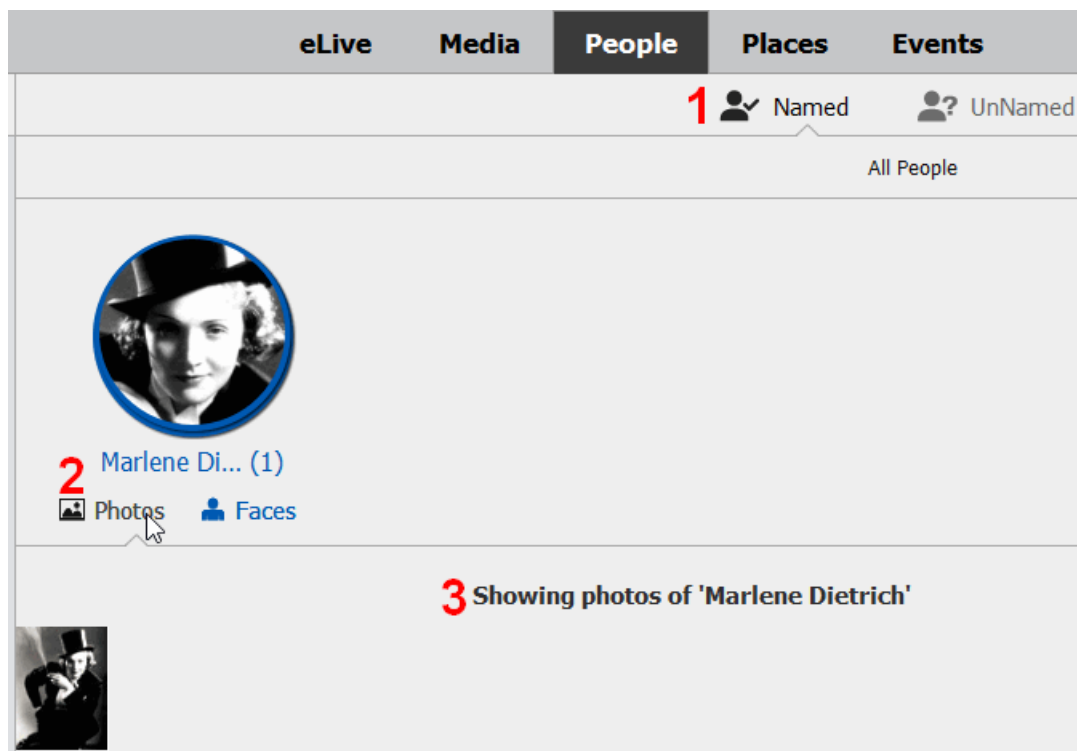 eLive Media People Places Events
1 Named UnNamed
All People
Marlene Di... (1)
2
Photos Faces
3 Showing photos of 'Marlene Dietrich'